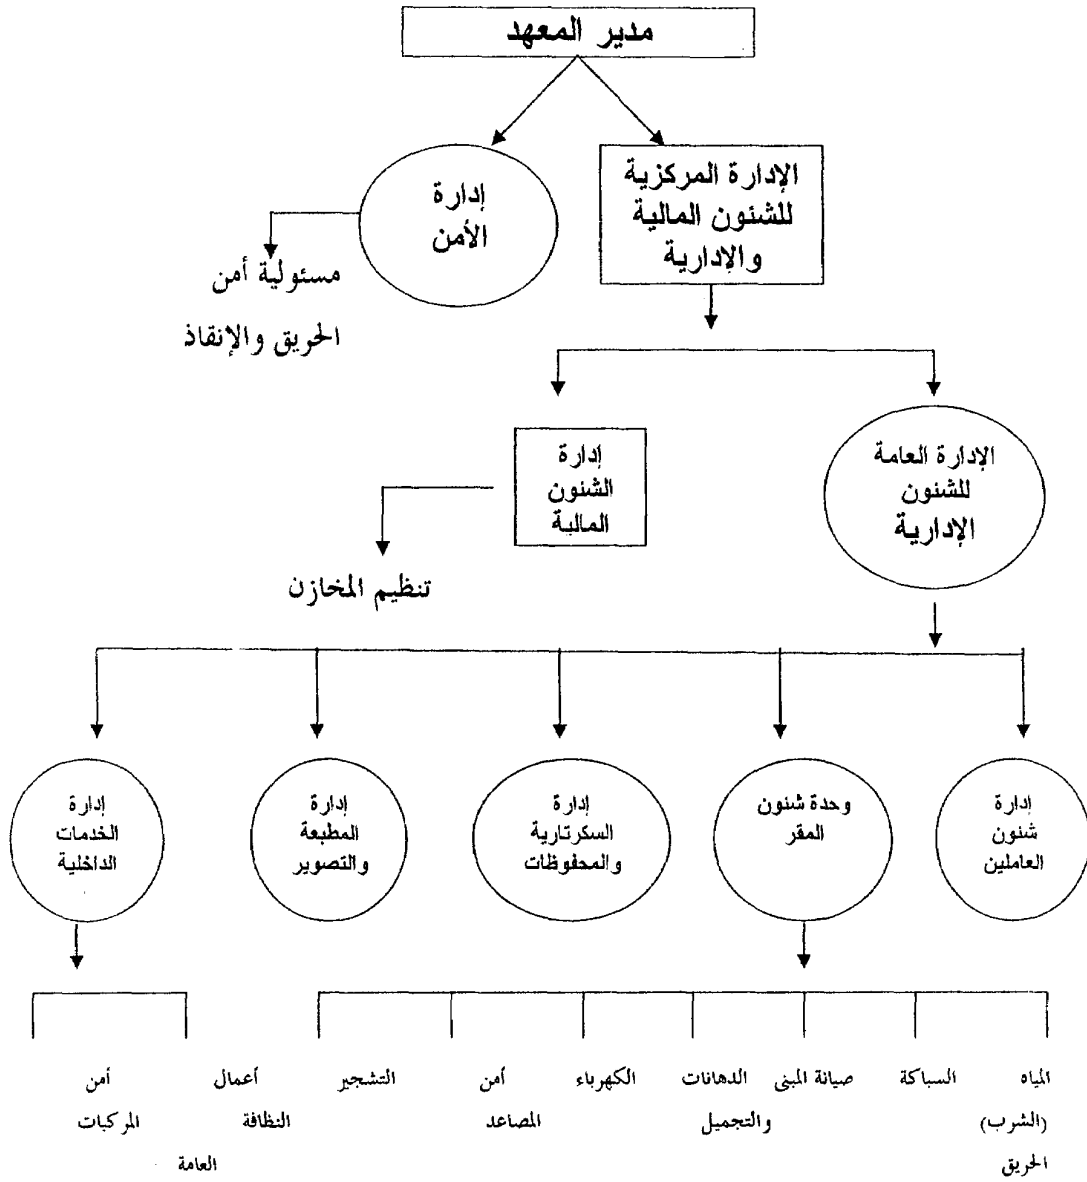 مدير المعهد
الإدارة المركزية
للشئون المالية
والإدارية
إدارة
الأمن
مسئولية أمن
الحريق والإنقاذ
الإدارة العامة
للشئون
الإدارية
إدارة
الشئون
المالية
تنظيم المخازن
إدارة
شئون
العاملين
وحدة شئون
المقر
إدارة
السكرتارية
والمحفوظات
إدارة
المطبعة
والتصوير
إدارة
الخدمات
الداخلية
المياه
(الشرب)
الحريق
السباكة
صيانة المبنى
الدهانات
والتجميل
الكهرباء
أمن
المصاعد
التشجير
أعمال
النظافة
العامة
أمن
المركبات